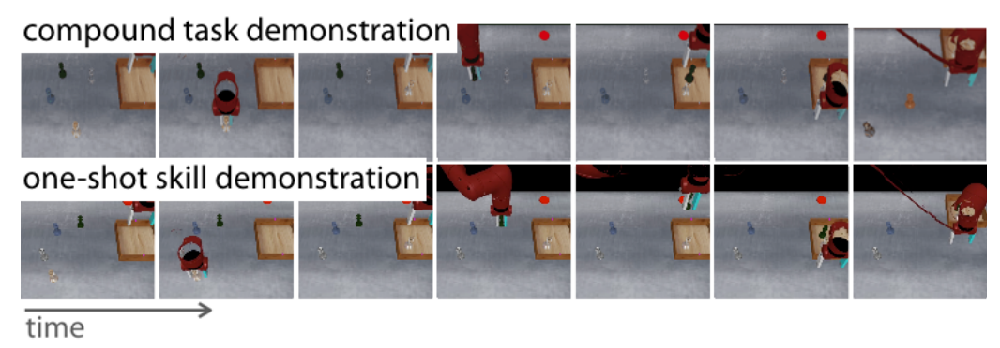 compound task demonstration
one-shot skill demonstration
time